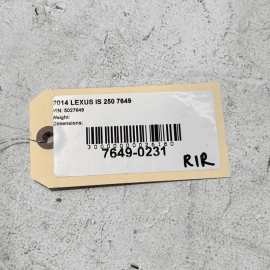 2014 LEXUS IS 250 7649
VIN: 5027649
Weight:
Dimensions:
7649-0231
RIR